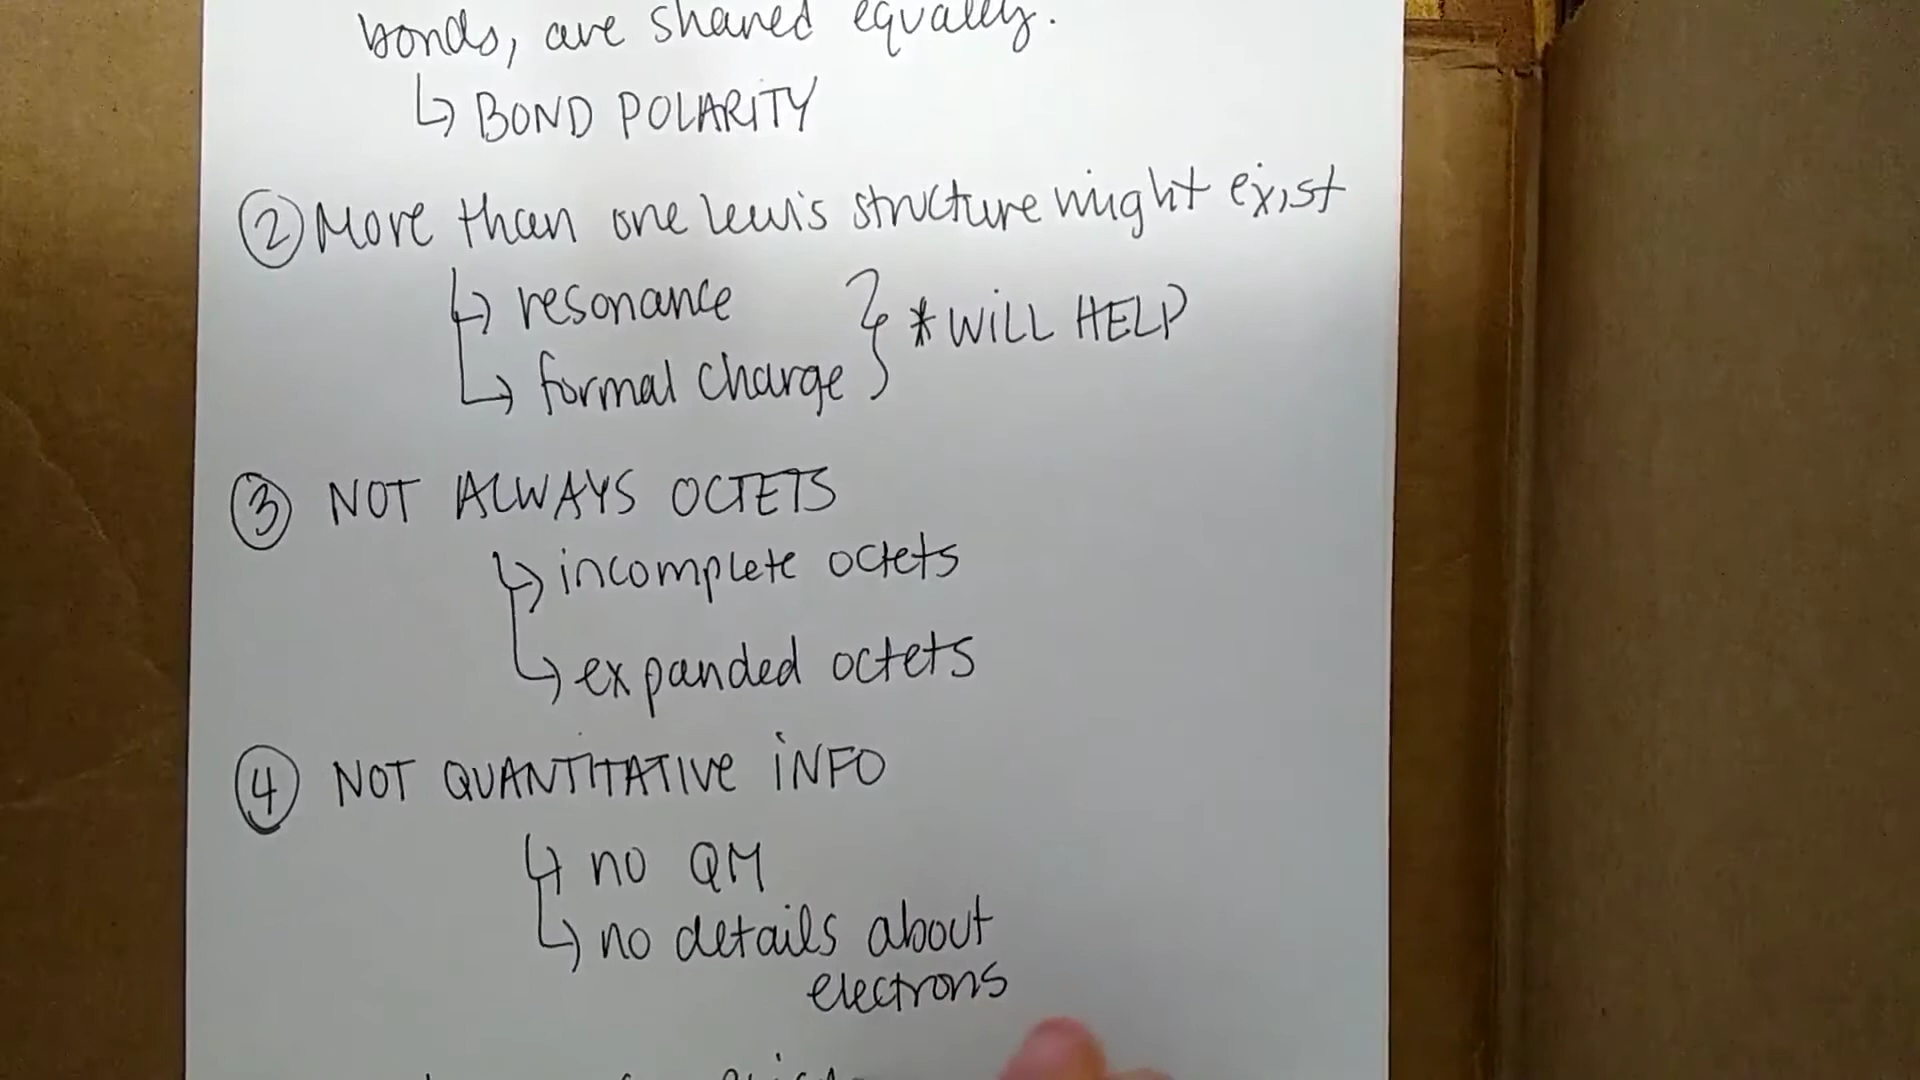 bonds, are shared equally.
↳ BOND POLARITY
② More than one lewis structure might exist
↳ resonance
↳ formal charge } * WiLL HELP
③ NOT ALWAYS OCTETS
↳ incomplete octets
↳ expanded octets
④ NOT QUANTITATIVE iNFO
↳ no QM
↳ no details about
electrons